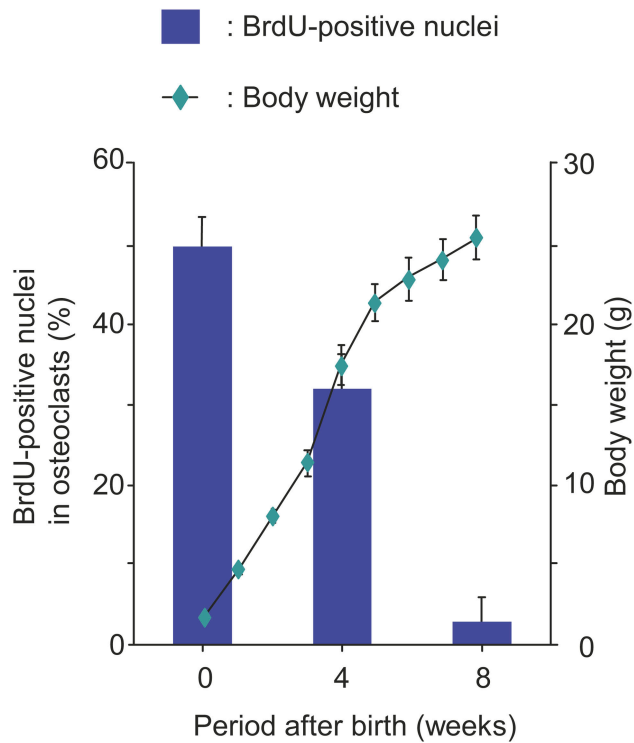 : BrdU-positive nuclei
: Body weight
60
40
20
0
BrdU-positive nuclei
in osteoclasts (%)
30
20
10
0
Body weight (g)
0 4 8
Period after birth (weeks)